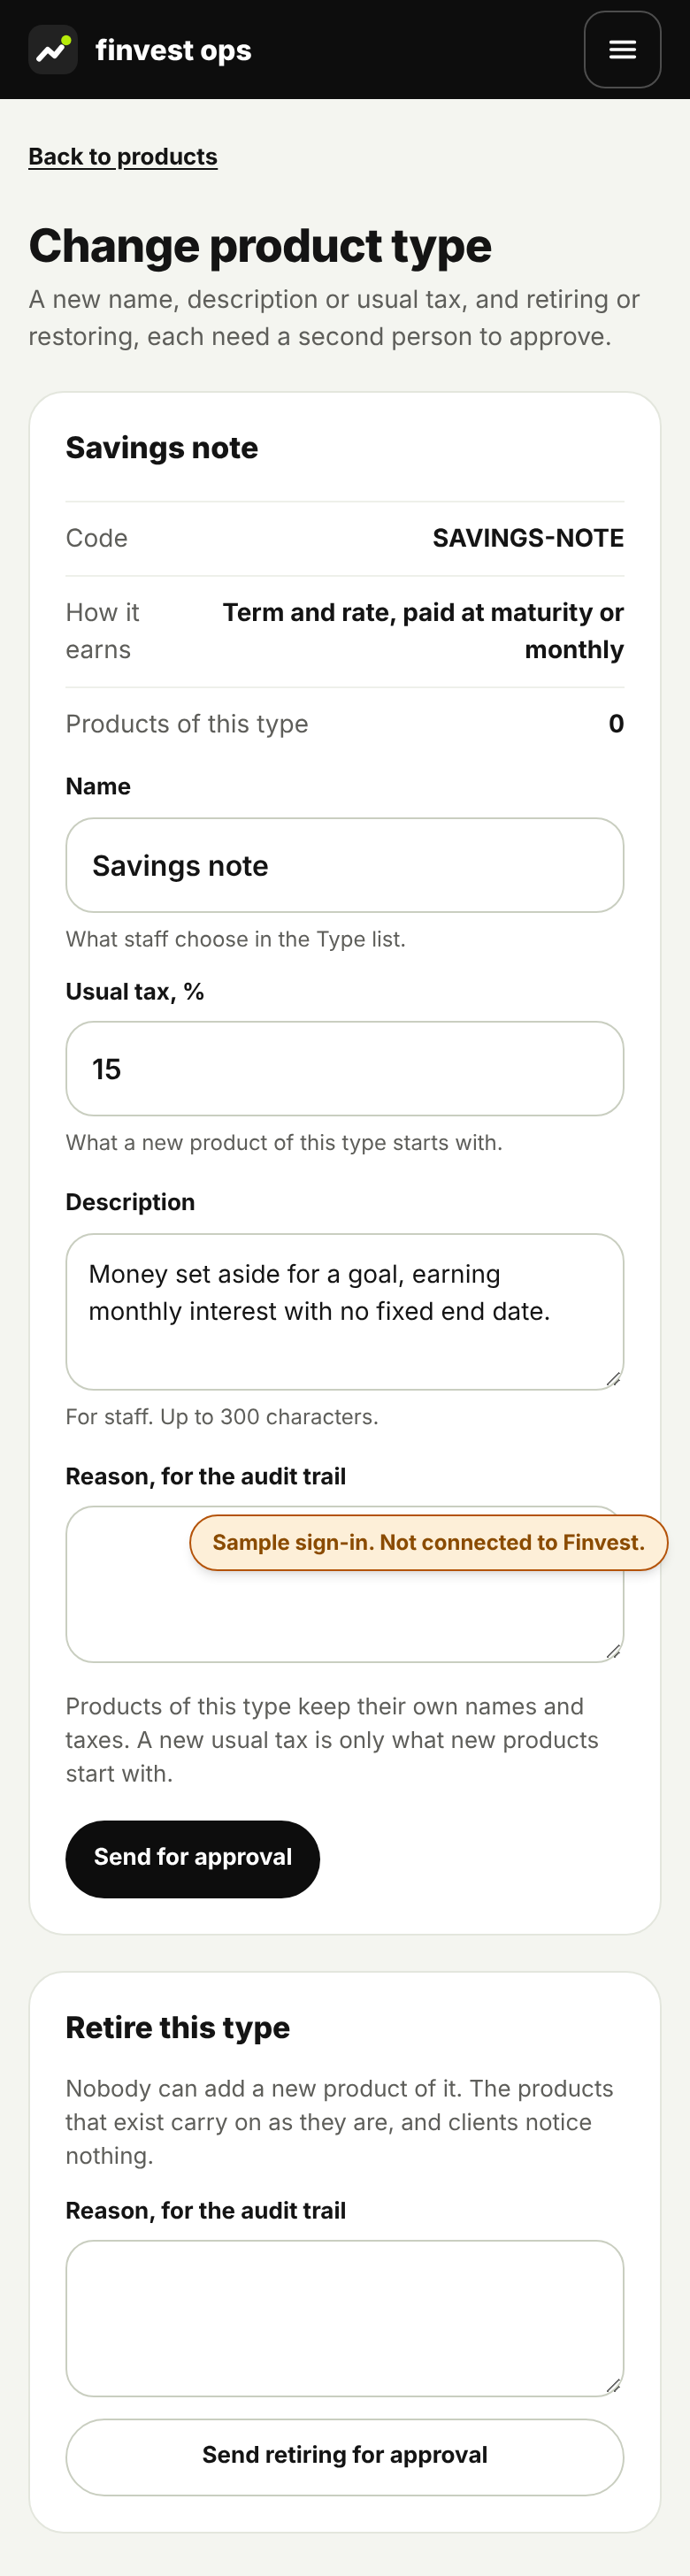 finvest ops
Back to products
Change product type
A new name, description or usual tax, and retiring or
restoring, each need a second person to approve.
Savings note
Code SAVINGS-NOTE
How it earns Term and rate, paid at maturity or monthly
Products of this type 0
Name
Savings note
What staff choose in the Type list.
Usual tax, %
15
What a new product of this type starts with.
Description
Money set aside for a goal, earning
monthly interest with no fixed end date.
For staff. Up to 300 characters.
Reason, for the audit trail
Sample sign-in. Not connected to Finvest.
Products of this type keep their own names and
taxes. A new usual tax is only what new products
start with.
Send for approval
Retire this type
Nobody can add a new product of it. The products
that exist carry on as they are, and clients notice
nothing.
Reason, for the audit trail
Send retiring for approval